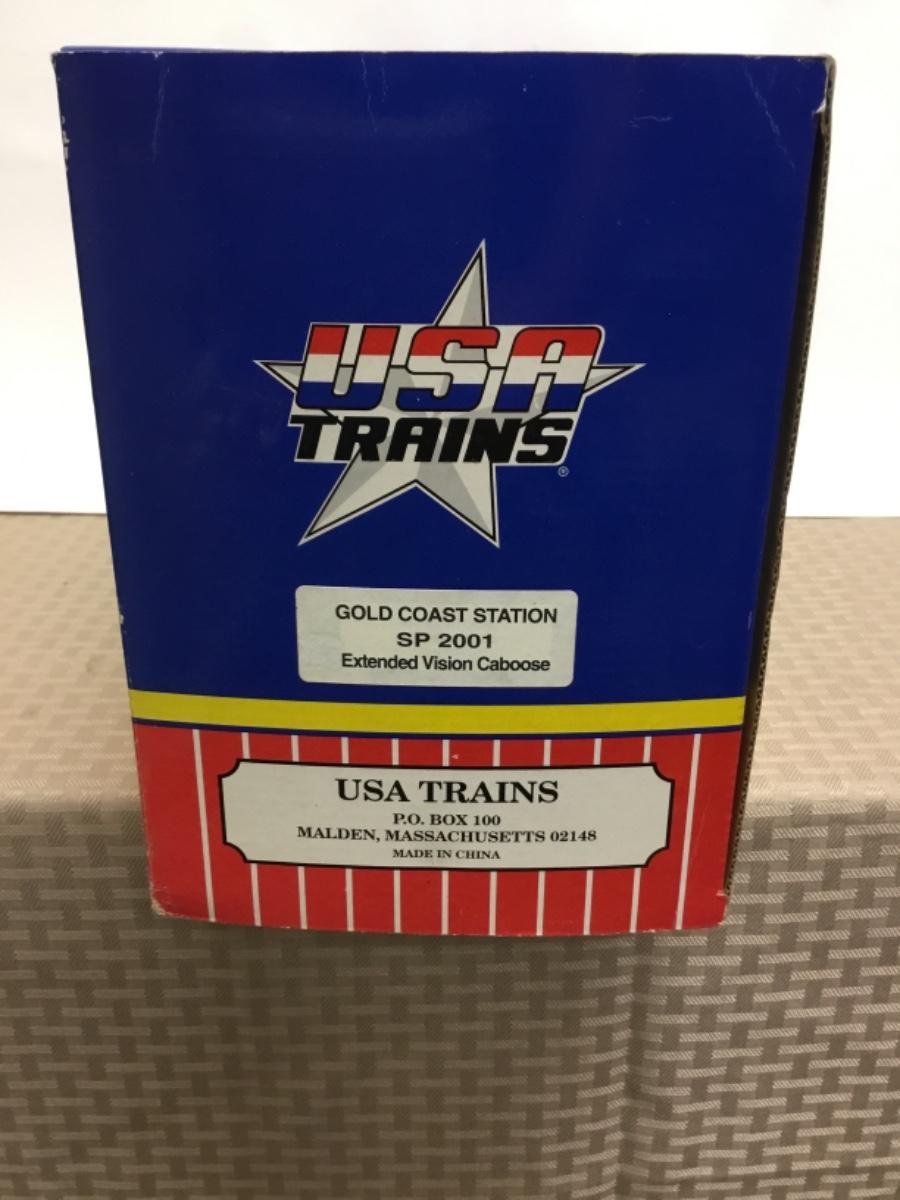 USA
TRAINS
®
GOLD COAST STATION
SP 2001
Extended Vision Caboose
USA TRAINS
P.O. BOX 100
MALDEN, MASSACHUSETTS 02148
MADE IN CHINA